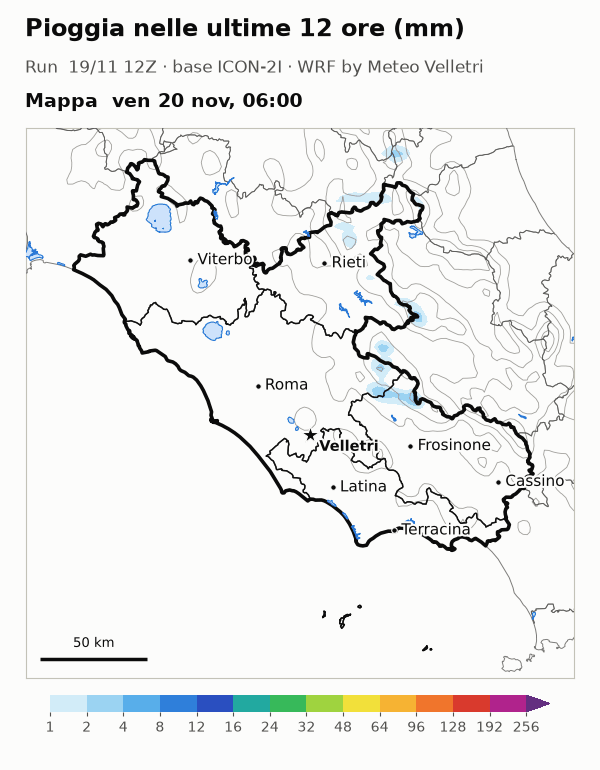 Pioggia nelle ultime 12 ore (mm)
Run  19/11 12Z · base ICON-2I · WRF by Meteo Velletri
Mappa  ven 20 nov, 06:00
Viterbo
Rieti
Roma
Velletri
Frosinone
Cassino
Latina
Terracina
50 km
1 2 4 8 12 16 24 32 48 64 96 128 192 256